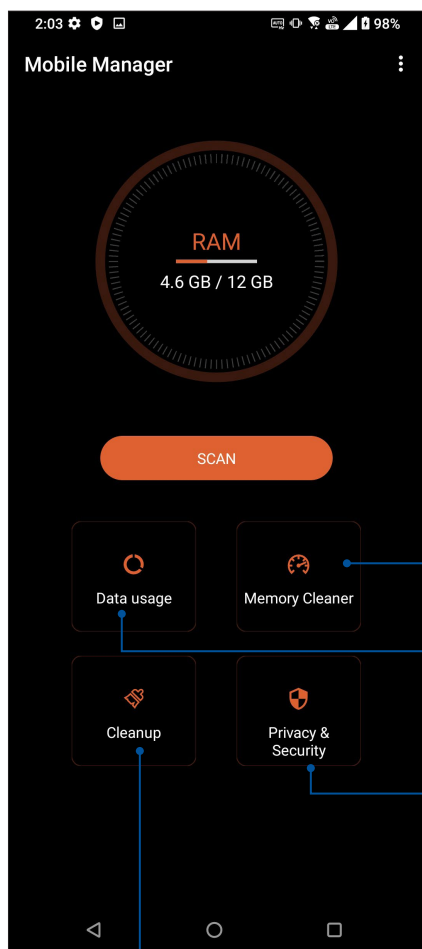 2:03 98%
Mobile Manager
RAM
4.6 GB / 12 GB
SCAN
Data usage
Memory Cleaner
Cleanup
Privacy &
Security